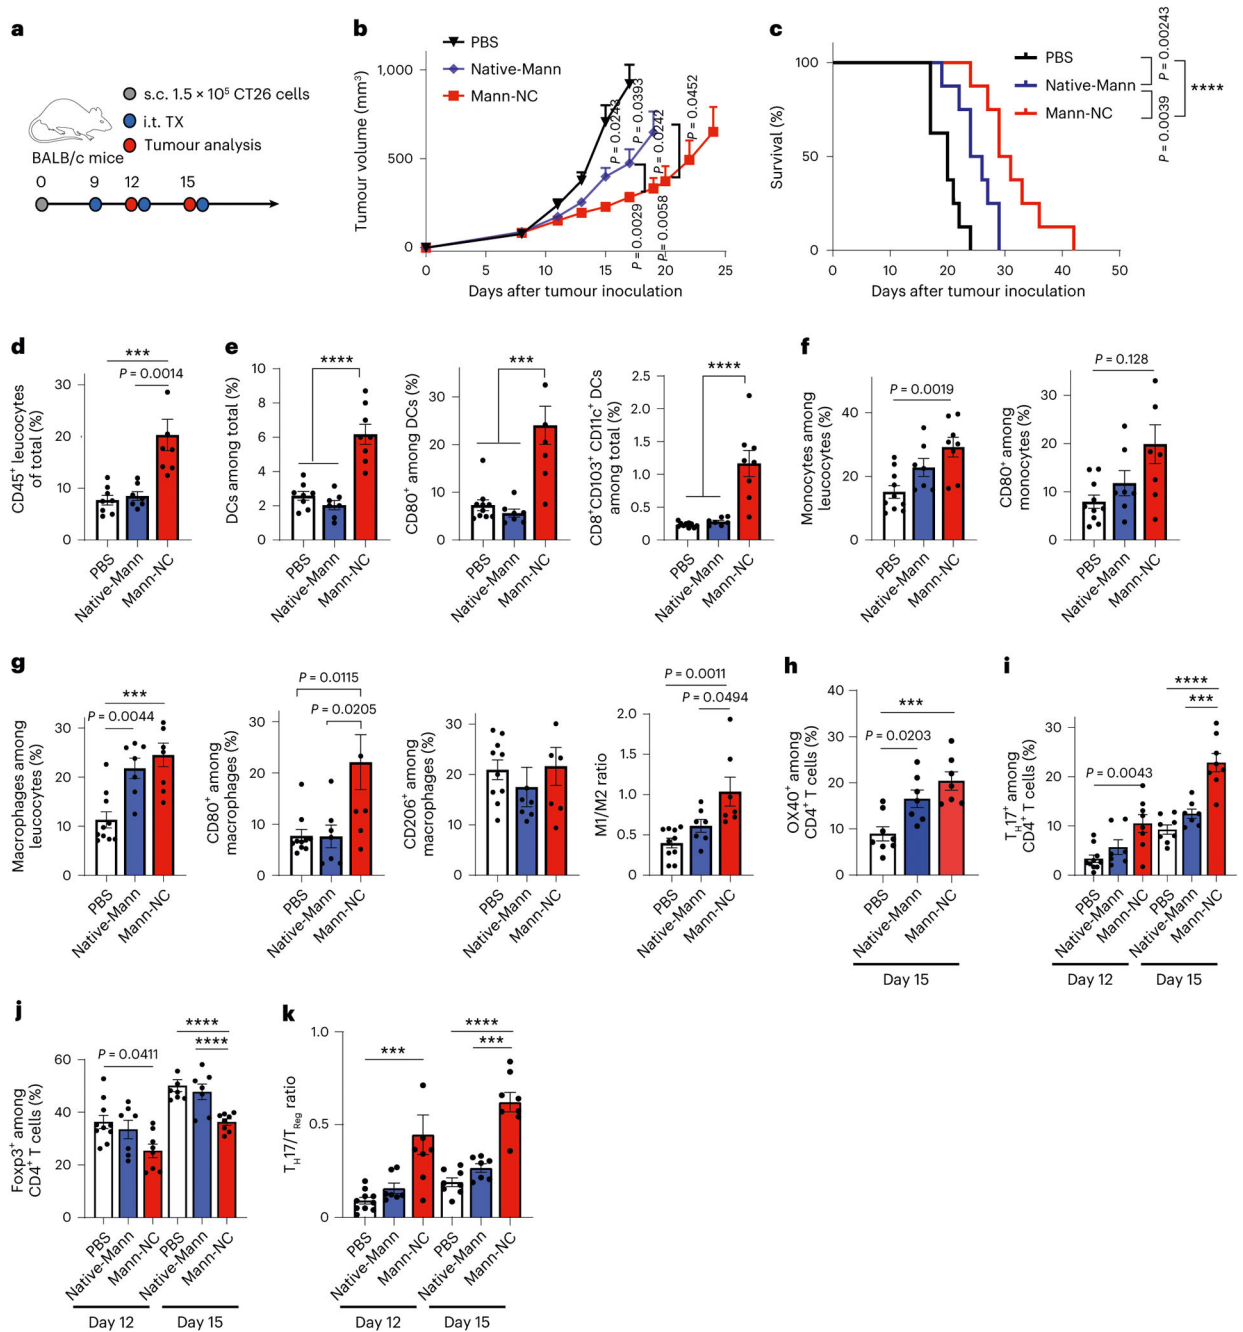 a
s.c. 1.5 × 10⁵ CT26 cells
i.t. TX
Tumour analysis
BALB/c mice
0 9 12 15
b
PBS
Native-Mann
Mann-NC
Tumour volume (mm³)
1,000
500
0
0 5 10 15 20 25
Days after tumour inoculation
P = 0.0243
P = 0.0393
P = 0.0242
P = 0.0452
P = 0.0029
P = 0.0058
c
PBS
Native-Mann
Mann-NC
P = 0.00243
P = 0.0039
****
Survival (%)
100
50
0
0 10 20 30 40 50
Days after tumour inoculation
d
***
P = 0.0014
CD45⁺ leucocytes
of total (%)
30
20
10
0
PBS
Native-Mann
Mann-NC
e
****
DCs among total (%)
10
8
6
4
2
0
PBS
Native-Mann
Mann-NC
***
CD80⁺ among DCs (%)
30
20
10
0
PBS
Native-Mann
Mann-NC
****
CD8⁺CD103⁺ CD11c⁺ DCs
among total (%)
2.5
2.0
1.5
1.0
0.5
0
PBS
Native-Mann
Mann-NC
f
P = 0.0019
Monocytes among
leucocytes (%)
40
20
0
PBS
Native-Mann
Mann-NC
P = 0.128
CD80⁺ among
monocytes (%)
30
20
10
0
PBS
Native-Mann
Mann-NC
g
***
P = 0.0044
Macrophages among
leucocytes (%)
30
20
10
0
PBS
Native-Mann
Mann-NC
P = 0.0115
P = 0.0205
CD80⁺ among
macrophages (%)
30
20
10
0
PBS
Native-Mann
Mann-NC
CD206⁺ among
macrophages (%)
30
20
10
0
PBS
Native-Mann
Mann-NC
P = 0.0011
P = 0.0494
M1/M2 ratio
2.0
1.5
1.0
0.5
0
PBS
Native-Mann
Mann-NC
h
***
P = 0.0203
OX40⁺ among
CD4⁺ T cells (%)
40
30
20
10
0
PBS
Native-Mann
Mann-NC
Day 15
i
****
***
P = 0.0043
T_H17⁺ among
CD4⁺ T cells (%)
30
20
10
0
PBS
Native-Mann
Mann-NC
PBS
Native-Mann
Mann-NC
Day 12
Day 15
j
****
****
P = 0.0411
Foxp3⁺ among
CD4⁺ T cells (%)
60
40
20
0
PBS
Native-Mann
Mann-NC
PBS
Native-Mann
Mann-NC
Day 12
Day 15
k
****
***
***
T_H17/T_Reg ratio
1.0
0.5
0
PBS
Native-Mann
Mann-NC
PBS
Native-Mann
Mann-NC
Day 12
Day 15